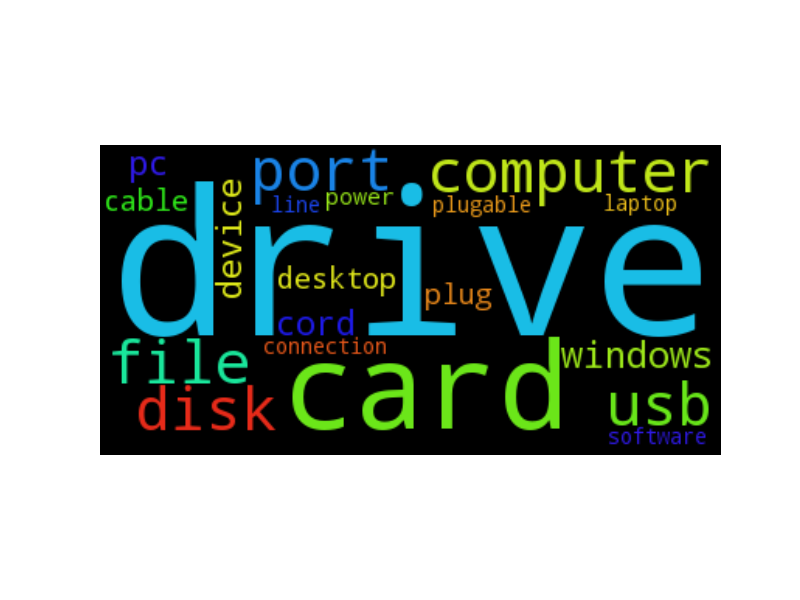 pc
port
computer
cable
device
line
power
plugable
laptop
drive
desktop
plug
cord
connection
file
windows
card
disk
usb
software